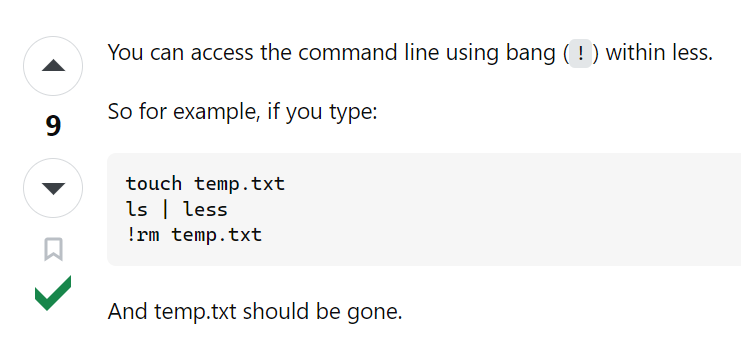 You can access the command line using bang (!) within less.
9
So for example, if you type:
touch temp.txt
ls | less
!rm temp.txt
And temp.txt should be gone.